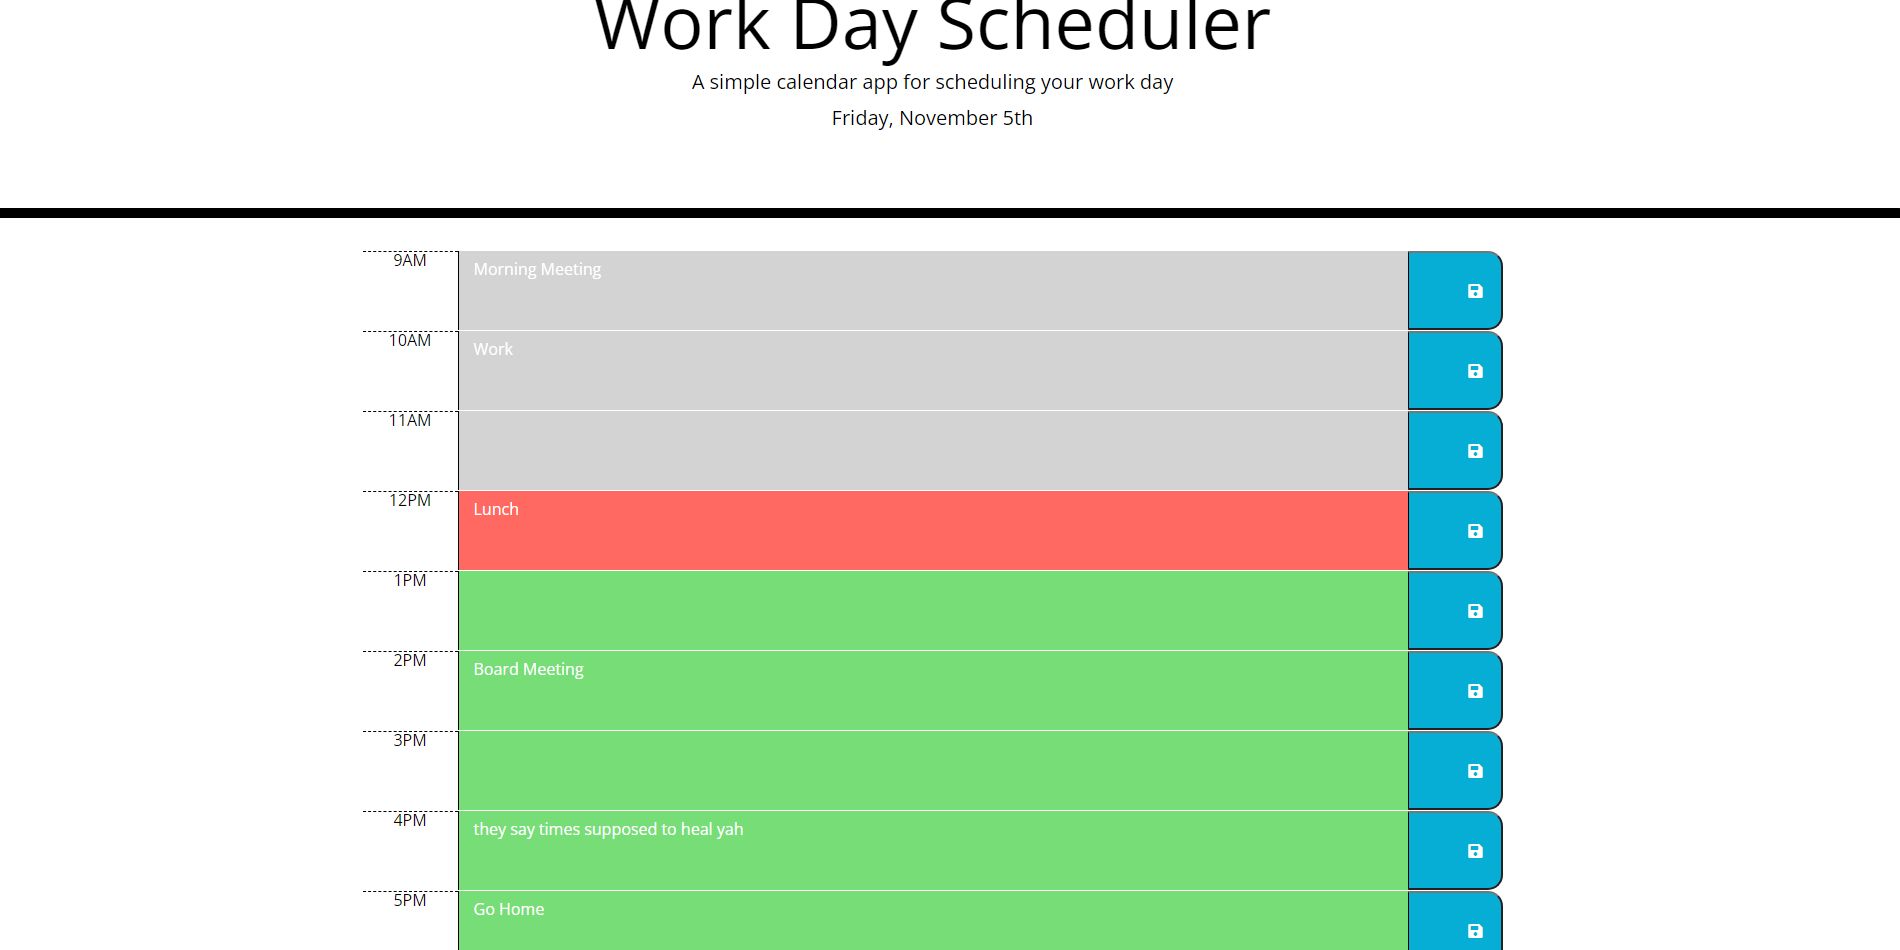 Work Day Scheduler
A simple calendar app for scheduling your work day
Friday, November 5th
9AM
Morning Meeting
10AM
Work
11AM
12PM
Lunch
1PM
2PM
Board Meeting
3PM
4PM
they say times supposed to heal yah
5PM
Go Home